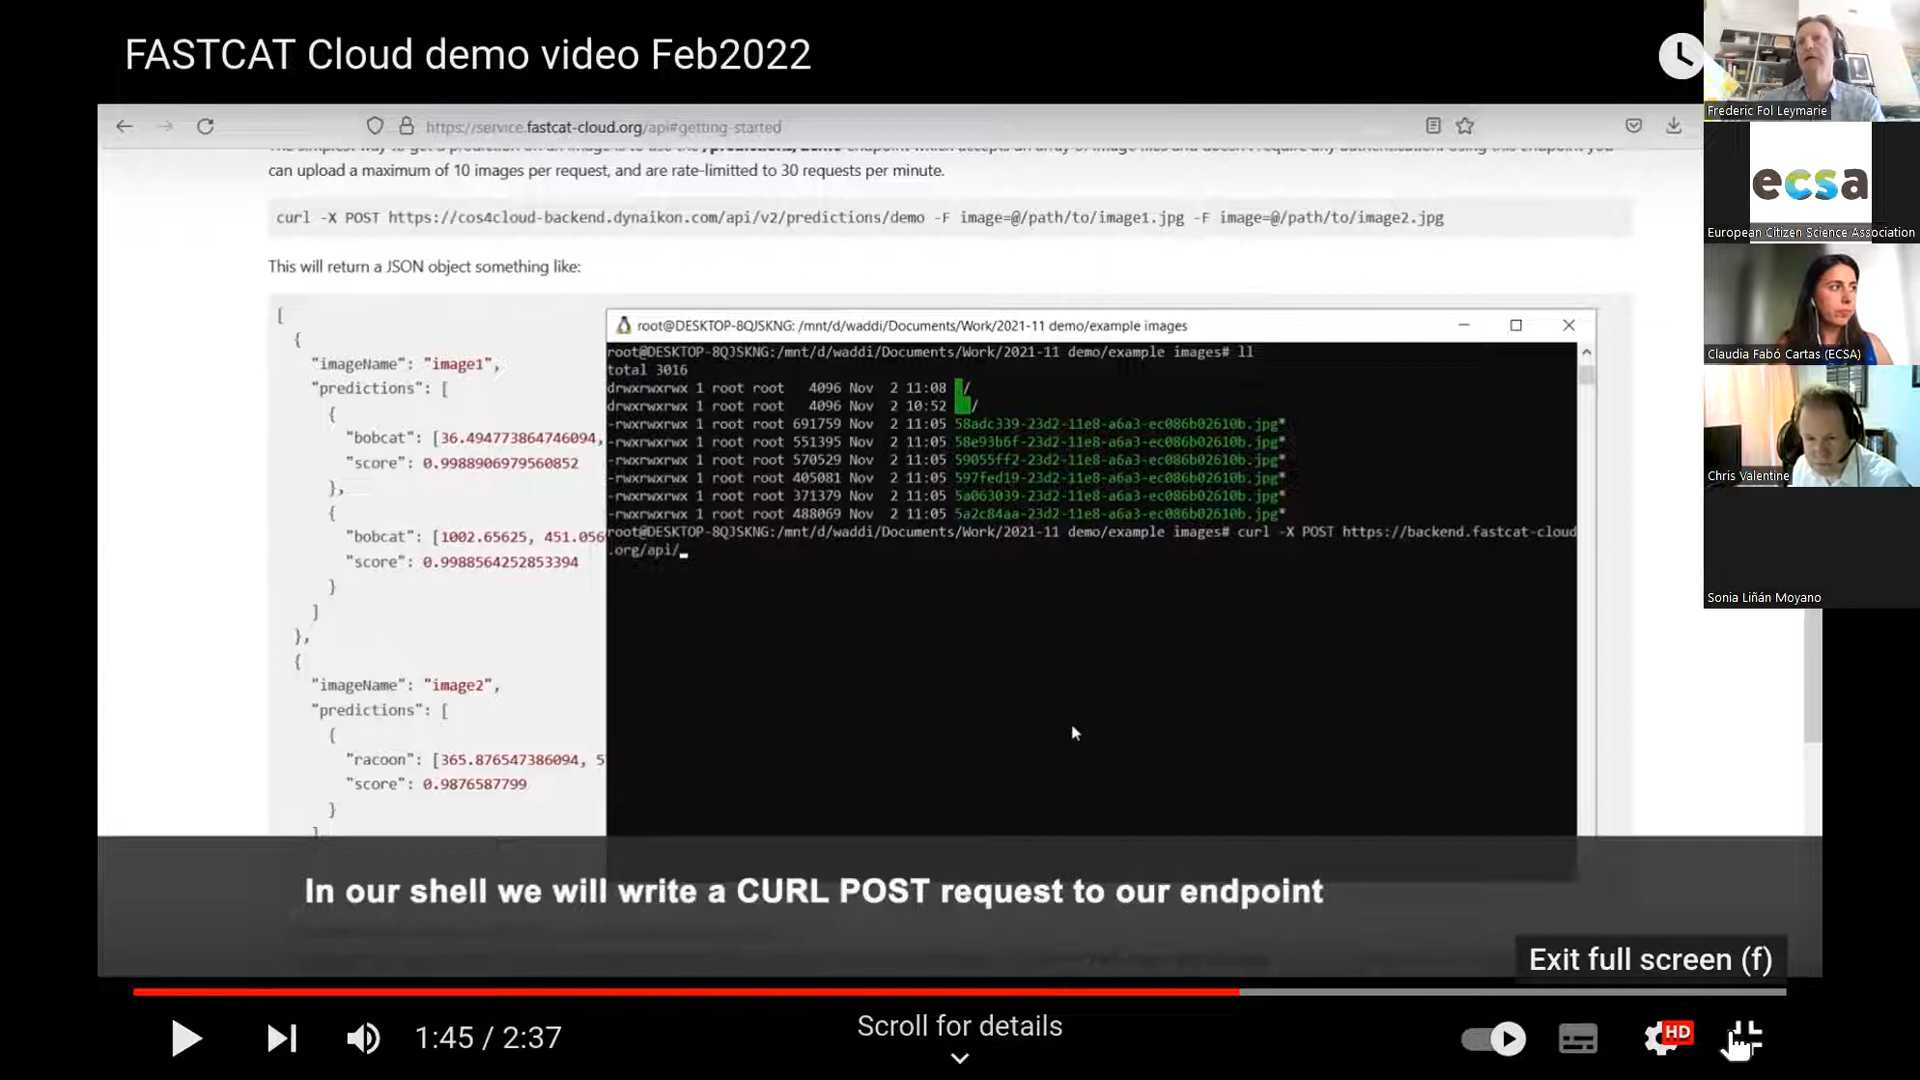 FASTCAT Cloud demo video Feb2022
https://service.fastcat-cloud.org/api#getting-started
can upload a maximum of 10 images per request, and are rate-limitted to 30 requests per minute.
curl -X POST https://cos4cloud-backend.dynaikon.com/api/v2/predictions/demo -F image=@/path/to/image1.jpg -F image=@/path/to/image2.jpg
This will return a JSON object something like:
[
{
"imageName": "image1",
"predictions": [
{
"bobcat": [36.494773864746094,
"score": 0.9988906979560852
},
{
"bobcat": [1002.65625, 451.056
"score": 0.9988564252853394
}
]
},
{
"imageName": "image2",
"predictions": [
{
"racoon": [365.876547386094, 5
"score": 0.9876587799
}
]
root@DESKTOP-8QJSKNG: /mnt/d/waddi/Documents/Work/2021-11 demo/example images
root@DESKTOP-8QJSKNG:/mnt/d/waddi/Documents/Work/2021-11 demo/example images# ll
total 3016
drwxrwxrwx 1 root root 4096 Nov 2 11:08 ./
drwxrwxrwx 1 root root 4096 Nov 2 10:52 ../
-rwxrwxrwx 1 root root 691759 Nov 2 11:05 58adc339-23d2-11e8-a6a3-ec086b02610b.jpg*
-rwxrwxrwx 1 root root 551395 Nov 2 11:05 58e93b6f-23d2-11e8-a6a3-ec086b02610b.jpg*
-rwxrwxrwx 1 root root 570529 Nov 2 11:05 59055ff2-23d2-11e8-a6a3-ec086b02610b.jpg*
-rwxrwxrwx 1 root root 405081 Nov 2 11:05 597fed19-23d2-11e8-a6a3-ec086b02610b.jpg*
-rwxrwxrwx 1 root root 371379 Nov 2 11:05 5a063039-23d2-11e8-a6a3-ec086b02610b.jpg*
-rwxrwxrwx 1 root root 488069 Nov 2 11:05 5a2c84aa-23d2-11e8-a6a3-ec086b02610b.jpg*
root@DESKTOP-8QJSKNG:/mnt/d/waddi/Documents/Work/2021-11 demo/example images# curl -X POST https://backend.fastcat-cloud
.org/api/_
In our shell we will write a CURL POST request to our endpoint
Exit full screen (f)
1:45 / 2:37
Scroll for details
HD
Frederic Fol Leymarie
ecsa
European Citizen Science Association
Claudia Fabó Cartas (ECSA)
Chris Valentine
Sonia Liñán Moyano